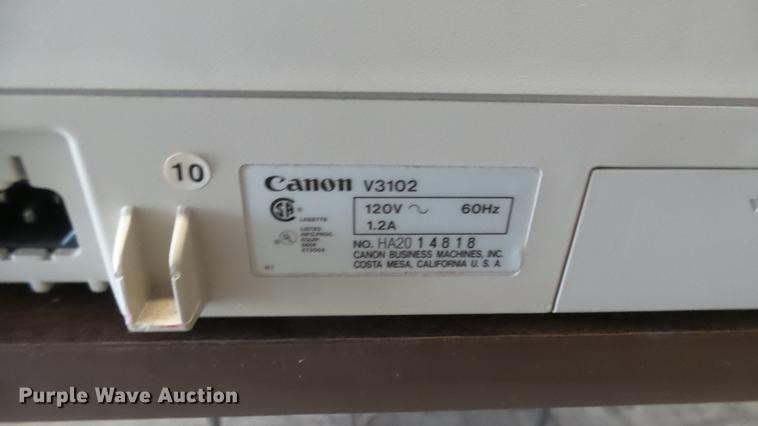 10
Canon V3102
120V 60Hz
1.2A
LISTED
NO. HA20 14818
CANON BUSINESS MACHINES, INC.
COSTA MESA, CALIFORNIA U. S. A.
Purple Wave Auction